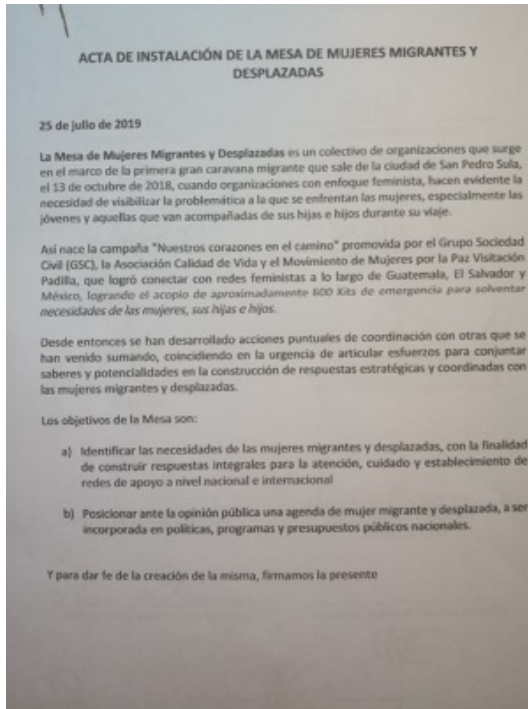 ACTA DE INSTALACIÓN DE LA MESA DE MUJERES MIGRANTES Y
DESPLAZADAS
25 de julio de 2019
La Mesa de Mujeres Migrantes y Desplazadas es un colectivo de organizaciones que surge
en el marco de la primera gran caravana migrante que sale de la ciudad de San Pedro Sula,
el 13 de octubre de 2018, cuando organizaciones con enfoque feminista, hacen evidente la
necesidad de visibilizar la problemática a la que se enfrentan las mujeres, especialmente las
jóvenes y aquellas que van acompañadas de sus hijas e hijos durante su viaje.
Así nace la campaña "Nuestros corazones en el camino" promovida por el Grupo Sociedad
Civil (GSC), la Asociación Calidad de Vida y el Movimiento de Mujeres por la Paz Visitación
Padilla, que logró conectar con redes feministas a lo largo de Guatemala, El Salvador y
México, logrando el acopio de aproximadamente 600 Kits de emergencia para solventar
necesidades de las mujeres, sus hijas e hijos.
Desde entonces se han desarrollado acciones puntuales de coordinación con otras que se
han venido sumando, coincidiendo en la urgencia de articular esfuerzos para conjuntar
saberes y potencialidades en la construcción de respuestas estratégicas y coordinadas con
las mujeres migrantes y desplazadas.
Los objetivos de la Mesa son:
a) Identificar las necesidades de las mujeres migrantes y desplazadas, con la finalidad
de construir respuestas integrales para la atención, cuidado y establecimiento de
redes de apoyo a nivel nacional e internacional
b) Posicionar ante la opinión pública una agenda de mujer migrante y desplazada, a ser
incorporada en políticas, programas y presupuestos públicos nacionales.
Y para dar fe de la creación de la misma, firmamos la presente